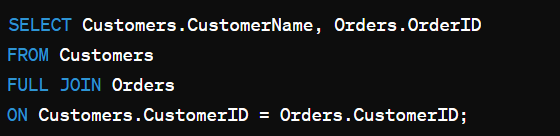 SELECT Customers.CustomerName, Orders.OrderID
FROM Customers
FULL JOIN Orders
ON Customers.CustomerID = Orders.CustomerID;